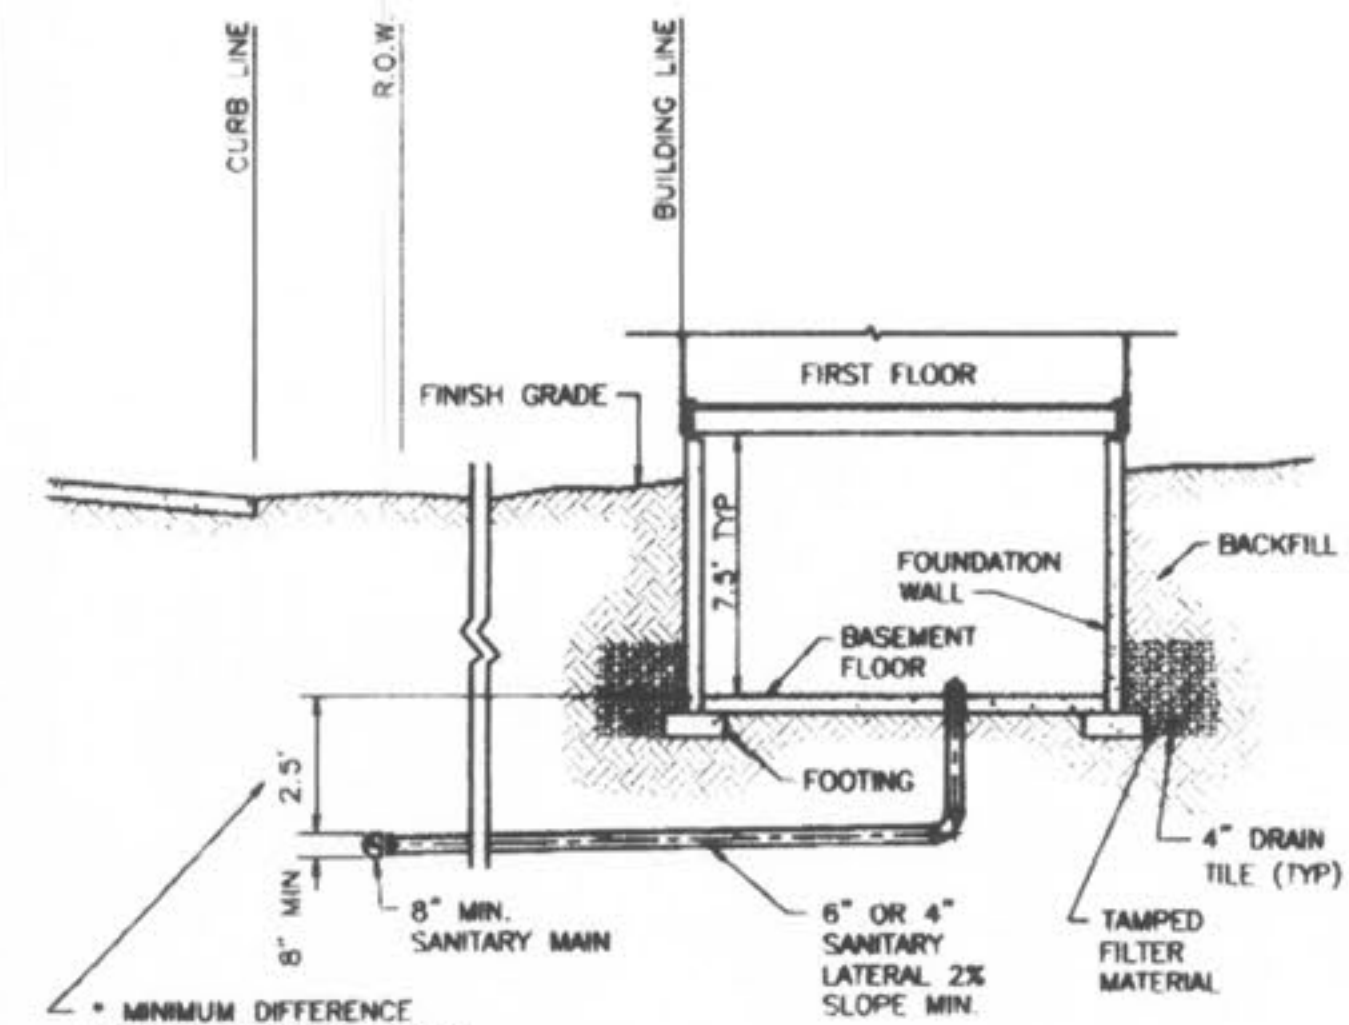 CURB LINE
R.O.W.
BUILDING LINE
FIRST FLOOR
FINISH GRADE
7.5' TYP
BACKFILL
FOUNDATION
WALL
BASEMENT
FLOOR
2.5'
FOOTING
4" DRAIN
TILE (TYP)
8" MIN
8" MIN.
SANITARY MAIN
6" OR 4"
SANITARY
LATERAL 2%
SLOPE MIN.
TAMPED
FILTER
MATERIAL
* MINIMUM DIFFERENCE